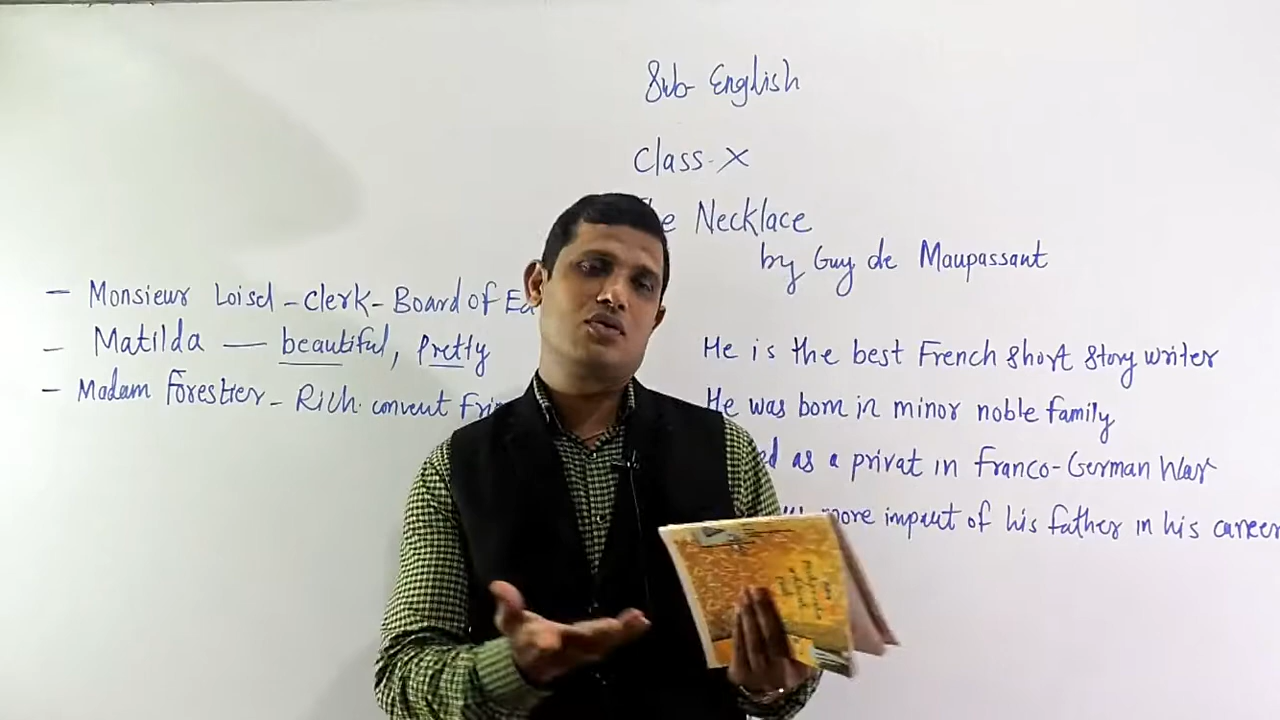 Sub- English
Class- X
Necklace
by Guy de Maupassant
- Monsieur Loisel - Clerk - Board of
- Matilda — beautiful, Pretty
- Madam Forestier - Rich. convent
He is the best French short story writer
He was born in minor noble family
as a privat in Franco-German War
more impact of his father in his career